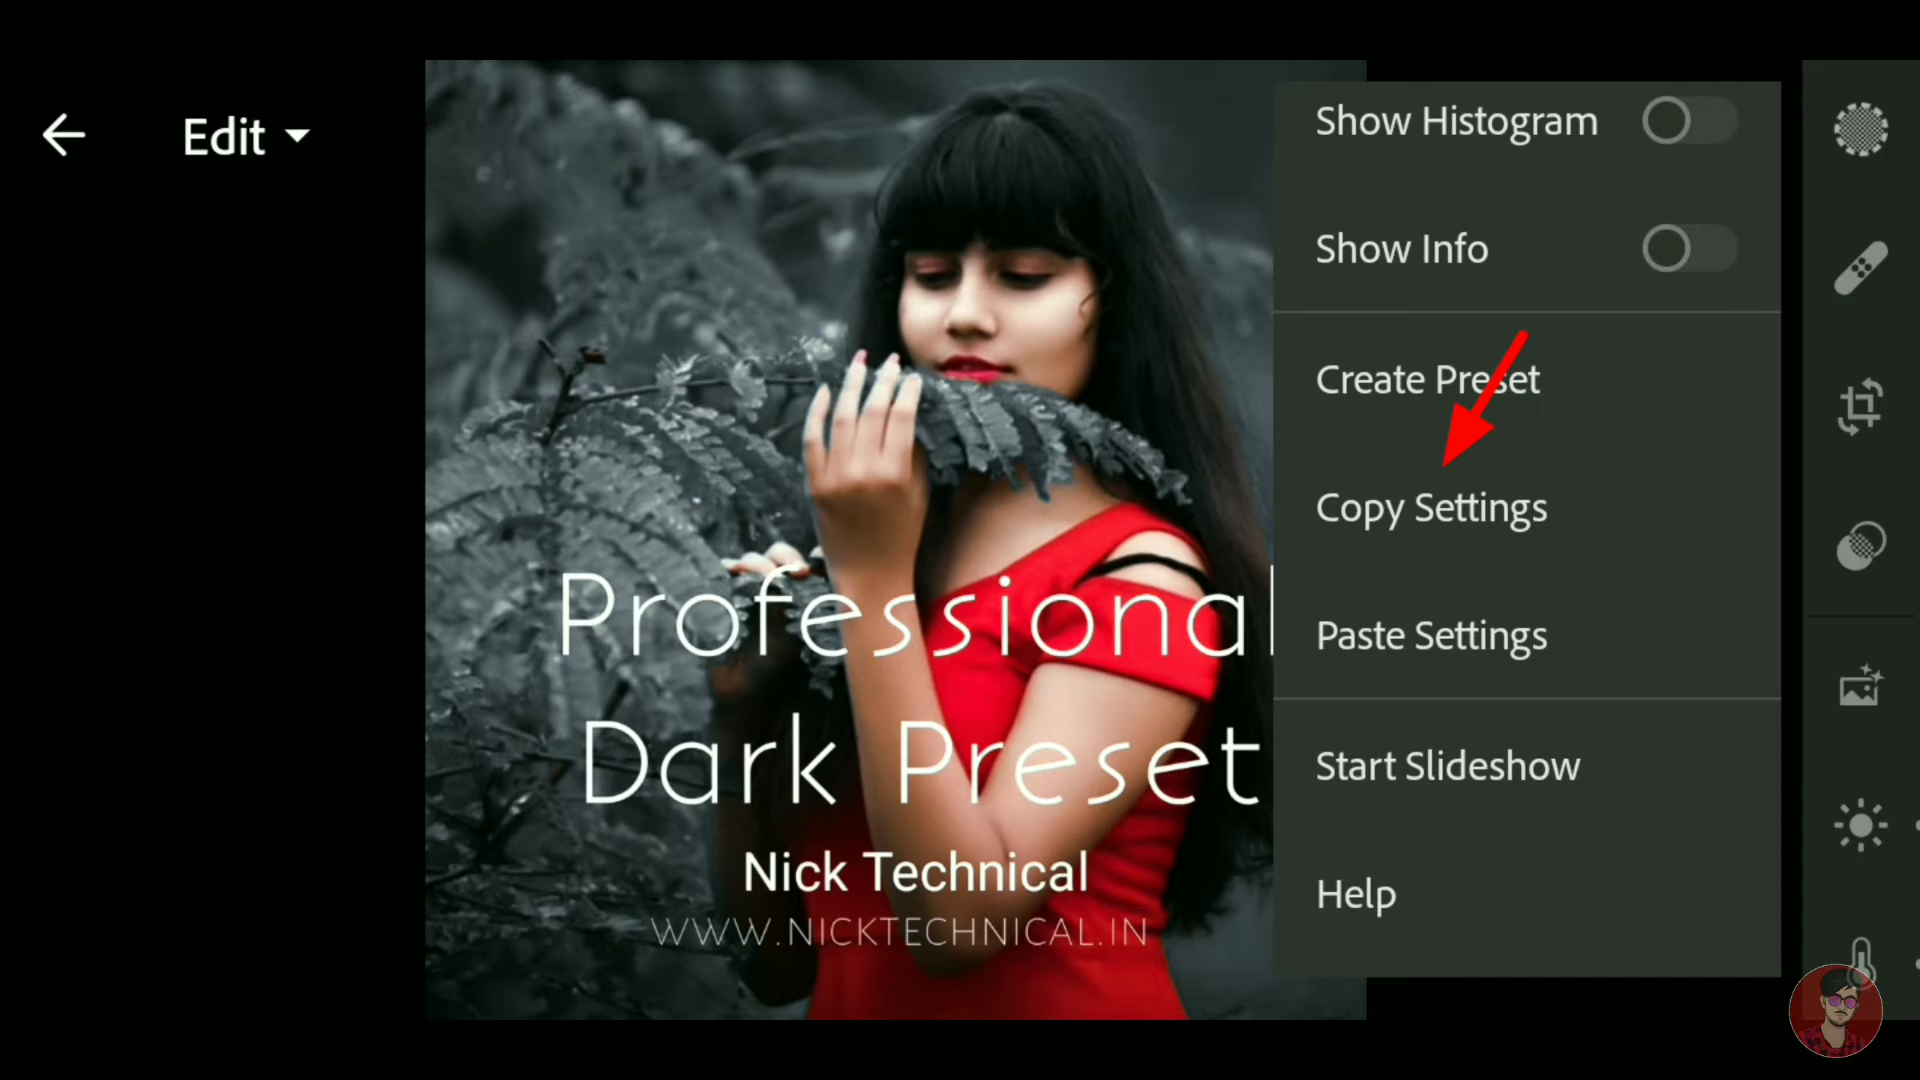 Edit
Show Histogram
Show Info
Create Preset
Copy Settings
Paste Settings
Start Slideshow
Help
Professional
Dark Preset
Nick Technical
WWW.NICKTECHNICAL.IN